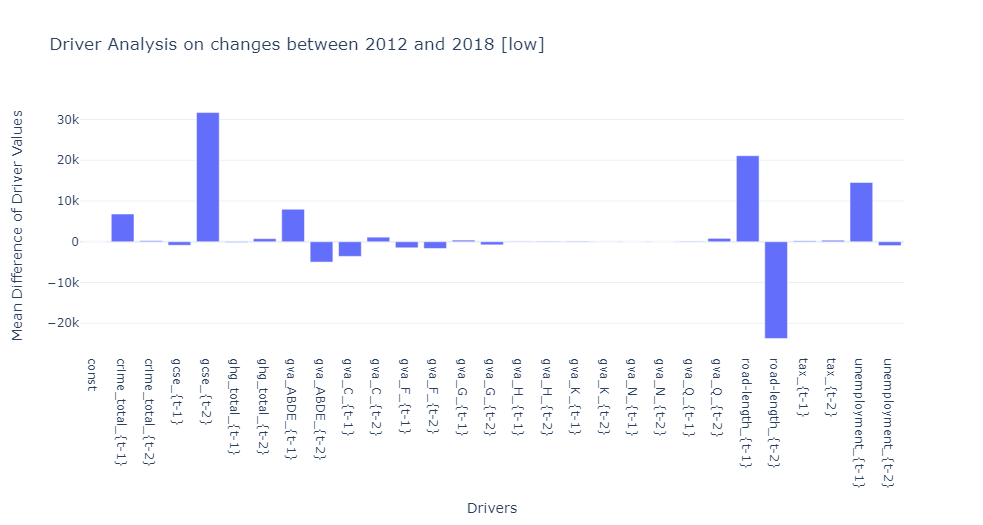 Driver Analysis on changes between 2012 and 2018 [low]
Mean Difference of Driver Values
30k
20k
10k
0
−10k
−20k
const
crime_total_{t-1}
crime_total_{t-2}
gcse_{t-1}
gcse_{t-2}
ghg_total_{t-1}
ghg_total_{t-2}
gva_ABDE_{t-1}
gva_ABDE_{t-2}
gva_C_{t-1}
gva_C_{t-2}
gva_F_{t-1}
gva_F_{t-2}
gva_G_{t-1}
gva_G_{t-2}
gva_H_{t-1}
gva_H_{t-2}
gva_K_{t-1}
gva_K_{t-2}
gva_N_{t-1}
gva_N_{t-2}
gva_Q_{t-1}
gva_Q_{t-2}
road-length_{t-1}
road-length_{t-2}
tax_{t-1}
tax_{t-2}
unemployment_{t-1}
unemployment_{t-2}
Drivers